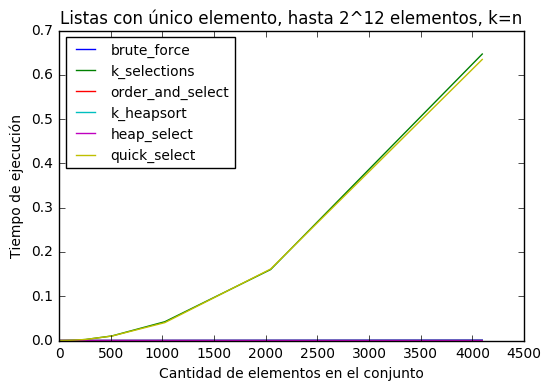 Listas con único elemento, hasta 2^12 elementos, k=n
0.7
0.6
0.5
0.4
0.3
0.2
0.1
0.0
Tiempo de ejecución
brute_force
k_selections
order_and_select
k_heapsort
heap_select
quick_select
0 500 1000 1500 2000 2500 3000 3500 4000 4500
Cantidad de elementos en el conjunto